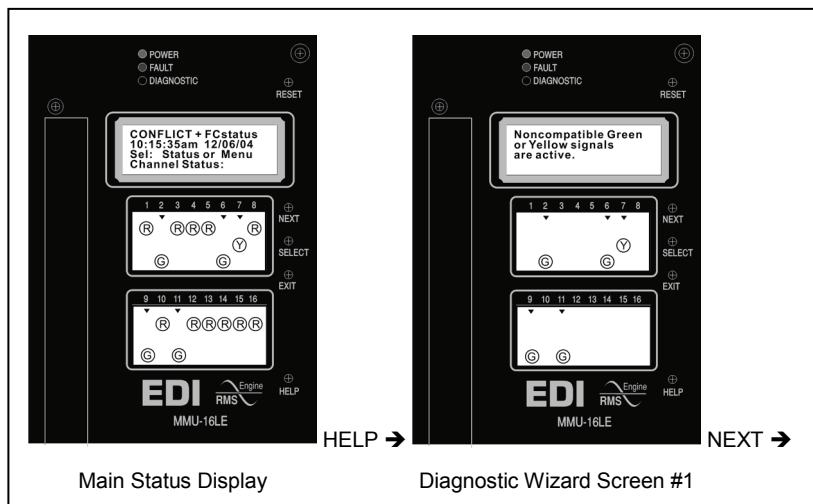 POWER
FAULT
DIAGNOSTIC
RESET
CONFLICT + FCstatus
10:15:35am 12/06/04
Sel: Status or Menu
Channel Status:
1 2 3 4 5 6 7 8
NEXT
R R R R R
Y
SELECT
G G
EXIT
9 10 11 12 13 14 15 16
R R R R R R
G G
EDI
Engine
RMS
HELP
MMU-16LE
HELP ➔
Main Status Display
POWER
FAULT
DIAGNOSTIC
RESET
Noncompatible Green
or Yellow signals
are active.
1 2 3 4 5 6 7 8
NEXT
Y
SELECT
G G
EXIT
9 10 11 12 13 14 15 16
G G
EDI
Engine
RMS
HELP
MMU-16LE
NEXT ➔
Diagnostic Wizard Screen #1